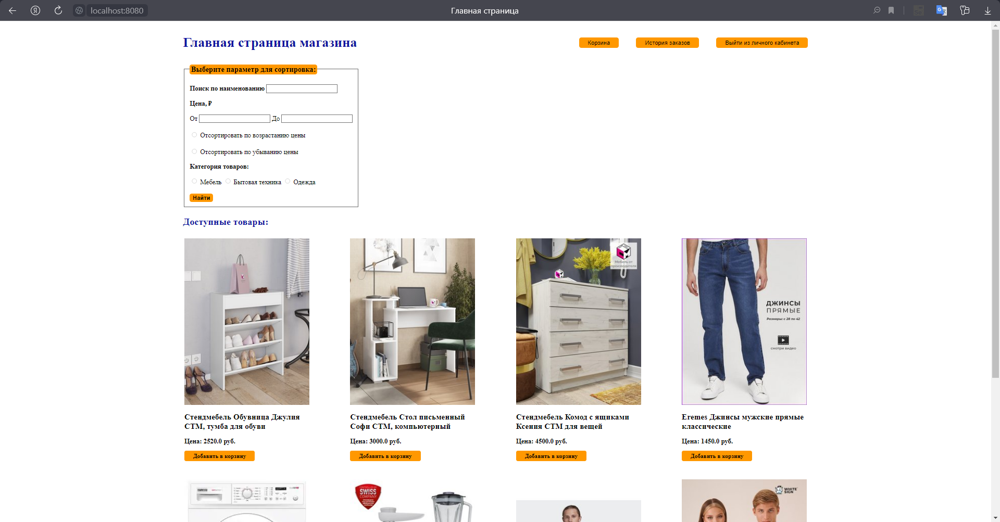 localhost:8080
Главная страница
Главная страница магазина
Корзина
История заказов
Выйти из личного кабинета
Выберите параметр для сортировка:
Поиск по наименованию
Цена, ₽
От
До
Отсортировать по возрастанию цены
Отсортировать по убыванию цены
Категория товаров:
Мебель
Бытовая техника
Одежда
Найти
Доступные товары:
Мебель от
производителя
ДЖИНСЫ
ПРЯМЫЕ
Размеры: с 28 по 42
смотри видео
Стендмебель Обувница Джулия
СТМ, тумба для обуви
Цена: 2520.0 руб.
Добавить в корзину
Стендмебель Стол письменный
Софи СТМ, компьютерный
Цена: 3000.0 руб.
Добавить в корзину
Стендмебель Комод с ящиками
Ксения СТМ для вещей
Цена: 4500.0 руб.
Добавить в корзину
Eremes Джинсы мужские прямые
классические
Цена: 1450.0 руб.
Добавить в корзину
SWISS
COMPANY
WHITE
SIGN